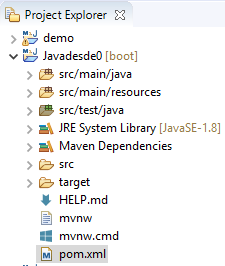 Project Explorer
demo
Javadesde0 [boot]
src/main/java
src/main/resources
src/test/java
JRE System Library [JavaSE-1.8]
Maven Dependencies
src
target
HELP.md
mvnw
mvnw.cmd
pom.xml